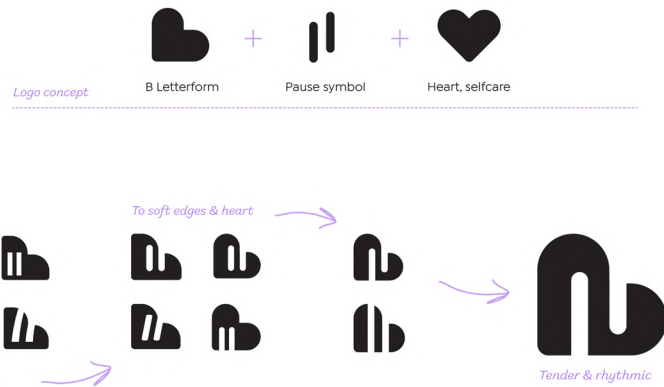 B Letterform
Pause symbol
Heart, selfcare
Logo concept
To soft edges & heart
Tender & rhythmic